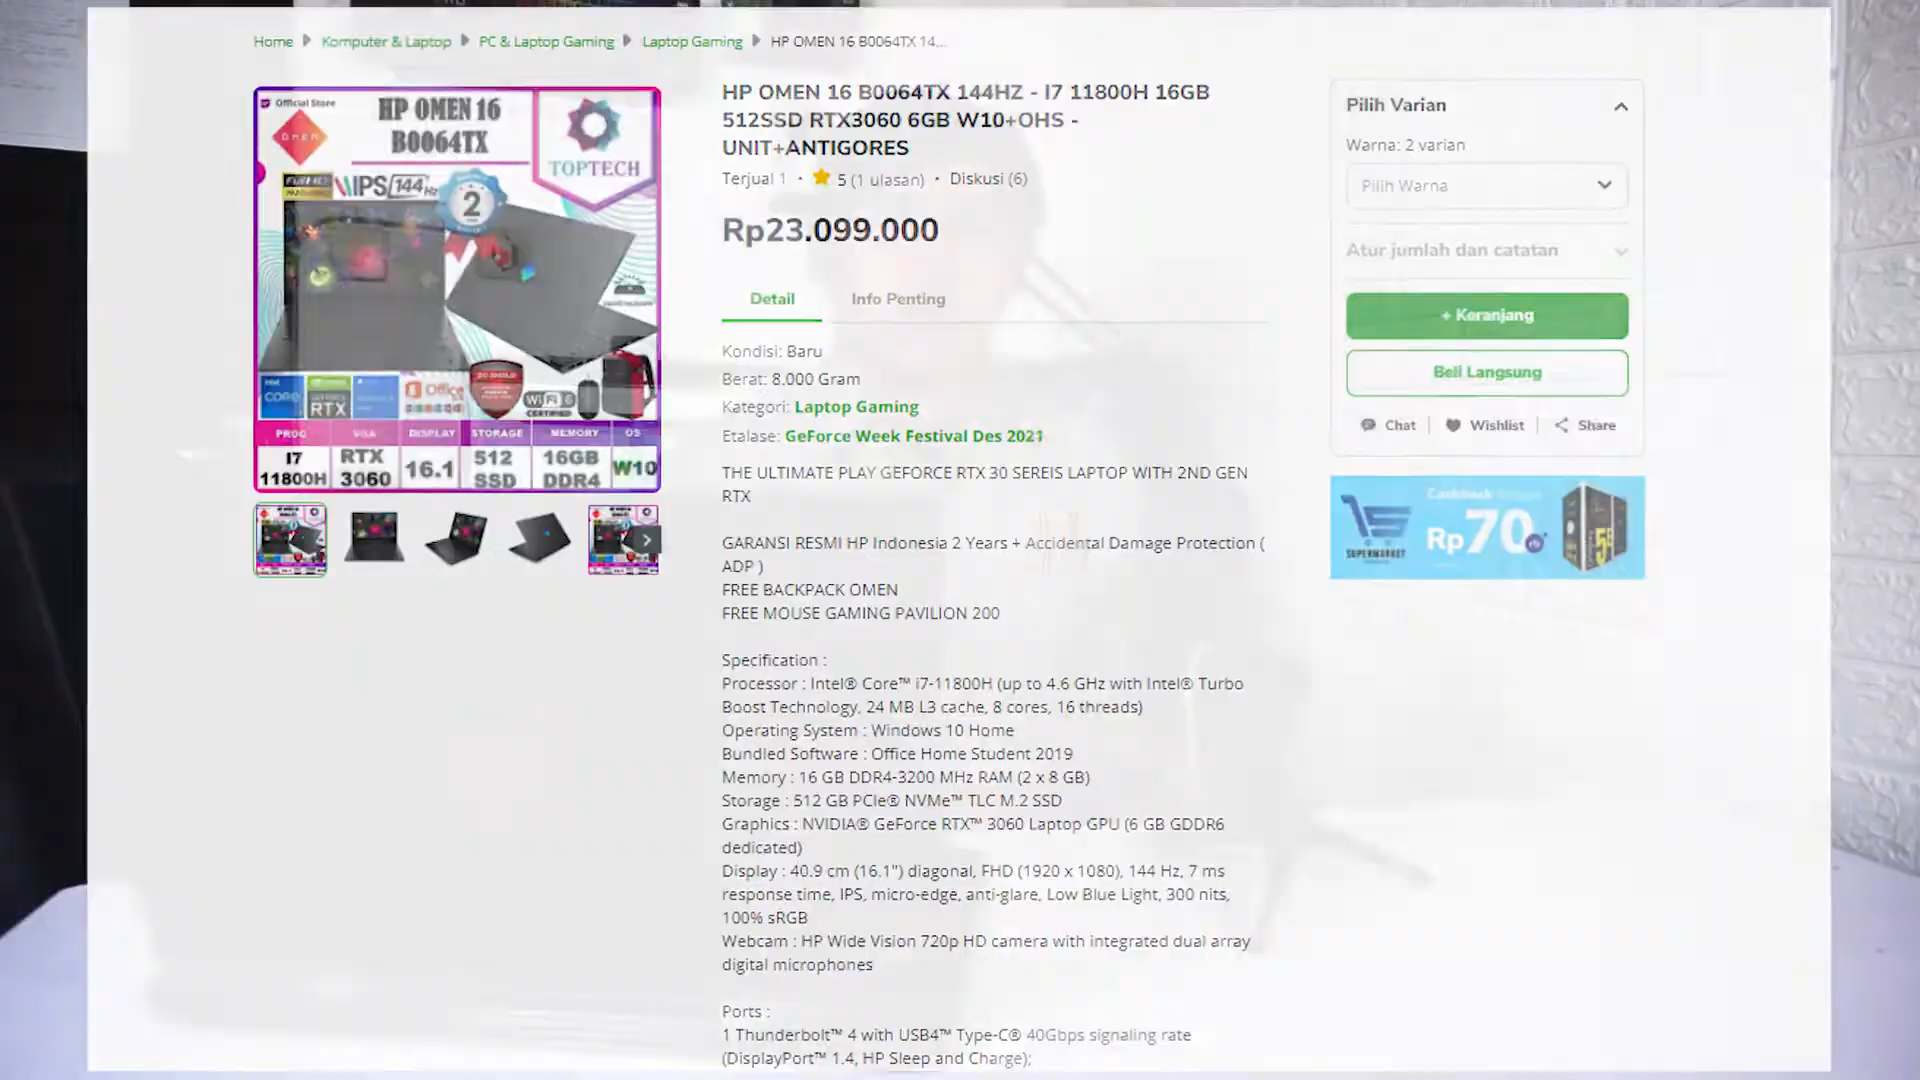 Home
Komputer & Laptop
PC & Laptop Gaming
Laptop Gaming
HP OMEN 16 B0064TX 14...
Official Store
OMEN
HP OMEN 16
B0064TX
TOPTECH
FULL HD
IPS 144Hz
2
CORE
RTX
Office
WiFi 6
CERTIFIED
PROC VGA DISPLAY STORAGE MEMORY OS
I7
11800H
RTX
3060
16.1
512
SSD
16GB
DDR4
W10
HP OMEN 16 B0064TX 144HZ - I7 11800H 16GB
512SSD RTX3060 6GB W10+OHS -
UNIT+ANTIGORES
Terjual 1 • 5 (1 ulasan) • Diskusi (6)
Rp23.099.000
Detail
Info Penting
Kondisi: Baru
Berat: 8.000 Gram
Kategori: Laptop Gaming
Etalase: GeForce Week Festival Des 2021
THE ULTIMATE PLAY GEFORCE RTX 30 SEREIS LAPTOP WITH 2ND GEN
RTX
GARANSI RESMI HP Indonesia 2 Years + Accidental Damage Protection (
ADP )
FREE BACKPACK OMEN
FREE MOUSE GAMING PAVILION 200
Specification :
Processor : Intel® Core™ i7-11800H (up to 4.6 GHz with Intel® Turbo
Boost Technology, 24 MB L3 cache, 8 cores, 16 threads)
Operating System : Windows 10 Home
Bundled Software : Office Home Student 2019
Memory : 16 GB DDR4-3200 MHz RAM (2 x 8 GB)
Storage : 512 GB PCIe® NVMe™ TLC M.2 SSD
Graphics : NVIDIA® GeForce RTX™ 3060 Laptop GPU (6 GB GDDR6
dedicated)
Display : 40.9 cm (16.1") diagonal, FHD (1920 x 1080), 144 Hz, 7 ms
response time, IPS, micro-edge, anti-glare, Low Blue Light, 300 nits,
100% sRGB
Webcam : HP Wide Vision 720p HD camera with integrated dual array
digital microphones
Ports :
1 Thunderbolt™ 4 with USB4™ Type-C® 40Gbps signaling rate
(DisplayPort™ 1.4, HP Sleep and Charge);
Pilih Varian
Warna: 2 varian
Pilih Warna
Atur jumlah dan catatan
+ Keranjang
Beli Langsung
Chat
Wishlist
Share
SUPERMARKET
Cashback
Rp70